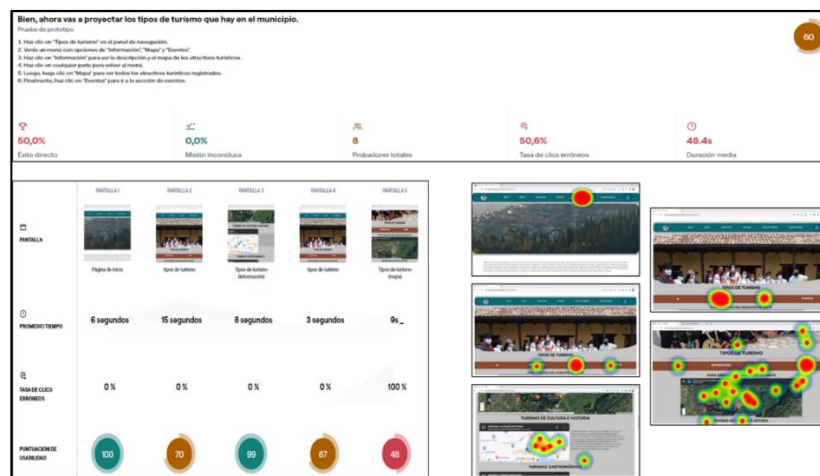 Bien, ahora vas a proyectar los tipos de turismo que hay en el municipio.
Prueba de prototipo
1. Haz clic en "Tipos de turismo" en el panel de navegación.
2. Verás un menú con opciones de "Información", "Mapa" y "Eventos".
3. Haz clic en "Información" para ver la descripción y el mapa de los atractivos turísticos.
4. Haz clic en cualquier parte para volver al menú.
5. Luego, haga clic en "Mapa" para ver todos los atractivos turísticos registrados.
6. Finalmente, haz clic en "Eventos" para ir a la sección de eventos.
60
50,0%
Éxito directo
0,0%
Misión inconclusa
8
Probadores totales
50,6%
Tasa de clics erróneos
48.4s
Duración media
PANTALLA 1 PANTALLA 2 PANTALLA 3 PANTALLA 4 PANTALLA 5
PANTALLA
Página de inicio
tipos de turismo
Tipos de turismo (información)
tipos de turismo
Tipos de turismo (mapa)
PROMEDIO TIEMPO
6 segundos 15 segundos 8 segundos 3 segundos 9s _
TASA DE CLICS ERRONEOS
0 % 0 % 0 % 0 % 100 %
PUNTUACIÓN DE USABILIDAD
100 70 99 67 48
TIPOS DE TURISMO
TIPOS DE TURISMO
TIPOS DE TURISMO
TURISMO DE CULTURA E HISTORIA
TURISMO GASTRONÓMICO